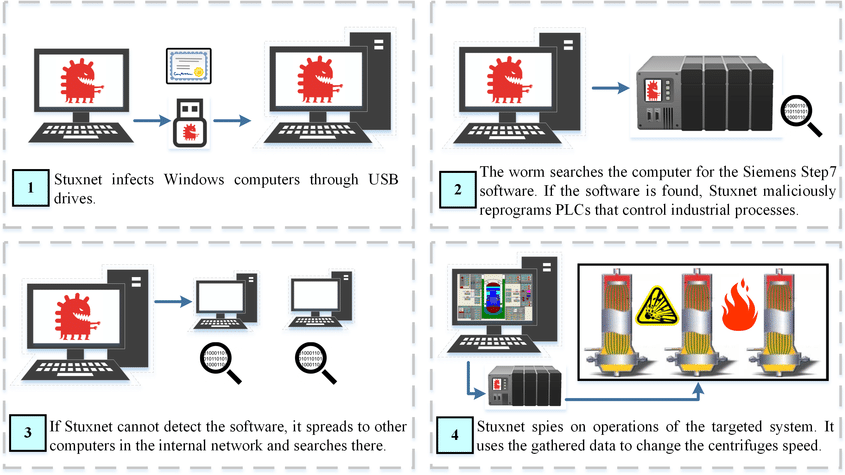 1
Stuxnet infects Windows computers through USB
drives.
2
The worm searches the computer for the Siemens Step7
software. If the software is found, Stuxnet maliciously
reprograms PLCs that control industrial processes.
3
If Stuxnet cannot detect the software, it spreads to other
computers in the internal network and searches there.
4
Stuxnet spies on operations of the targeted system. It
uses the gathered data to change the centrifuges speed.